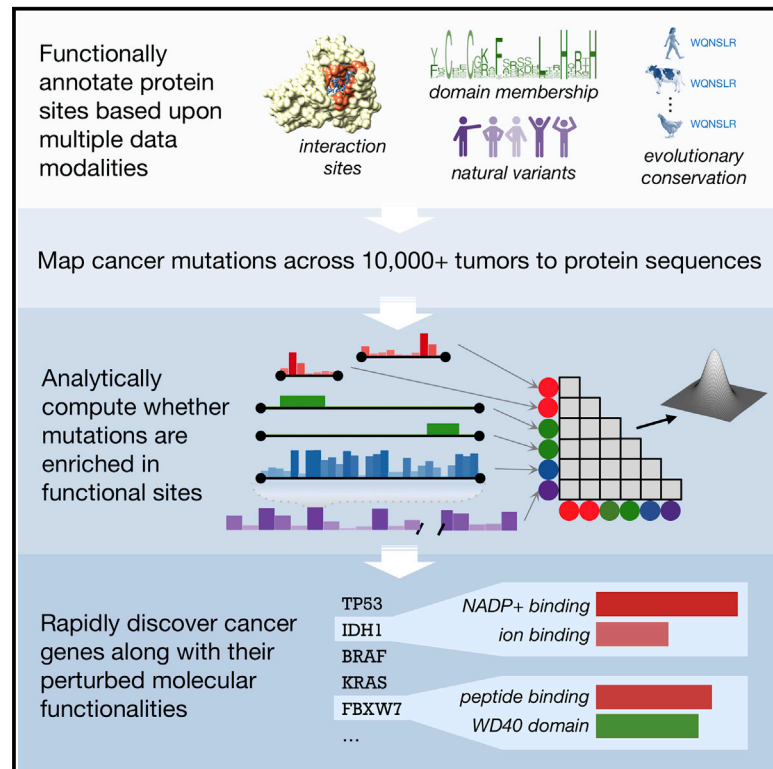 Functionally
annotate protein
sites based upon
multiple data
modalities
interaction
sites
domain membership
natural variants
WQNSLR
WQNSLR
WQNSLR
evolutionary
conservation
Map cancer mutations across 10,000+ tumors to protein sequences
Analytically
compute whether
mutations are
enriched in
functional sites
Rapidly discover cancer
genes along with their
perturbed molecular
functionalities
TP53
IDH1
BRAF
KRAS
FBXW7
...
NADP+ binding
ion binding
peptide binding
WD40 domain